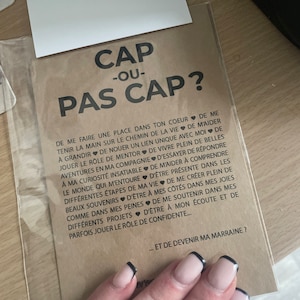 CAP
-OU-
PAS CAP ?
DE ME FAIRE UNE PLACE DANS TON COEUR ♥ DE ME
TENIR LA MAIN SUR LE CHEMIN DE LA VIE ♥ DE M'AIDER
À GRANDIR ♥ DE NOUER UN LIEN UNIQUE AVEC MOI ♥ DE
JOUER LE RÔLE DE MENTOR ♥ DE VIVRE PLEIN DE BELLES
AVENTURES EN MA COMPAGNIE ♥ D'ESSAYER DE RÉPONDRE
À MA CURIOSITÉ INSATIABLE ♥ DE M'AIDER À COMPRENDRE
LE MONDE QUI M'ENTOURE ♥ D'ÊTRE PRÉSENT DANS LES
DIFFÉRENTES ÉTAPES DE MA VIE ♥ DE ME CRÉER PLEIN DE
BEAUX SOUVENIRS ♥ D'ÊTRE À MES CÔTÉS DANS MES JOIES
COMME DANS MES PEINES ♥ DE ME SOUTENIR DANS MES
DIFFÉRENTS PROJETS ♥ D'ÊTRE À MON ÉCOUTE ET DE
PARFOIS JOUER LE RÔLE DE CONFIDENTE...
... ET DE DEVENIR MA MARRAINE ?